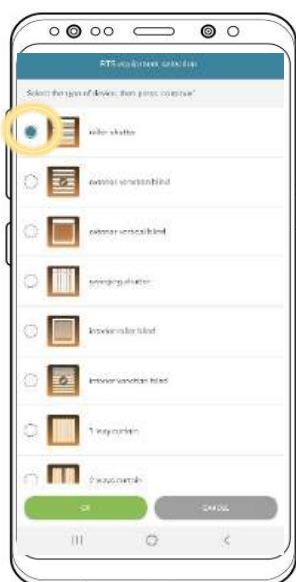 RTS equipment selection
Select the type of device, then press 'continue'
roller shutter
exterior venetian blind
exterior vertical blind
swinging shutter
interior roller blind
interior venetian blind
1 way curtain
2 ways curtain
OK
CANCEL